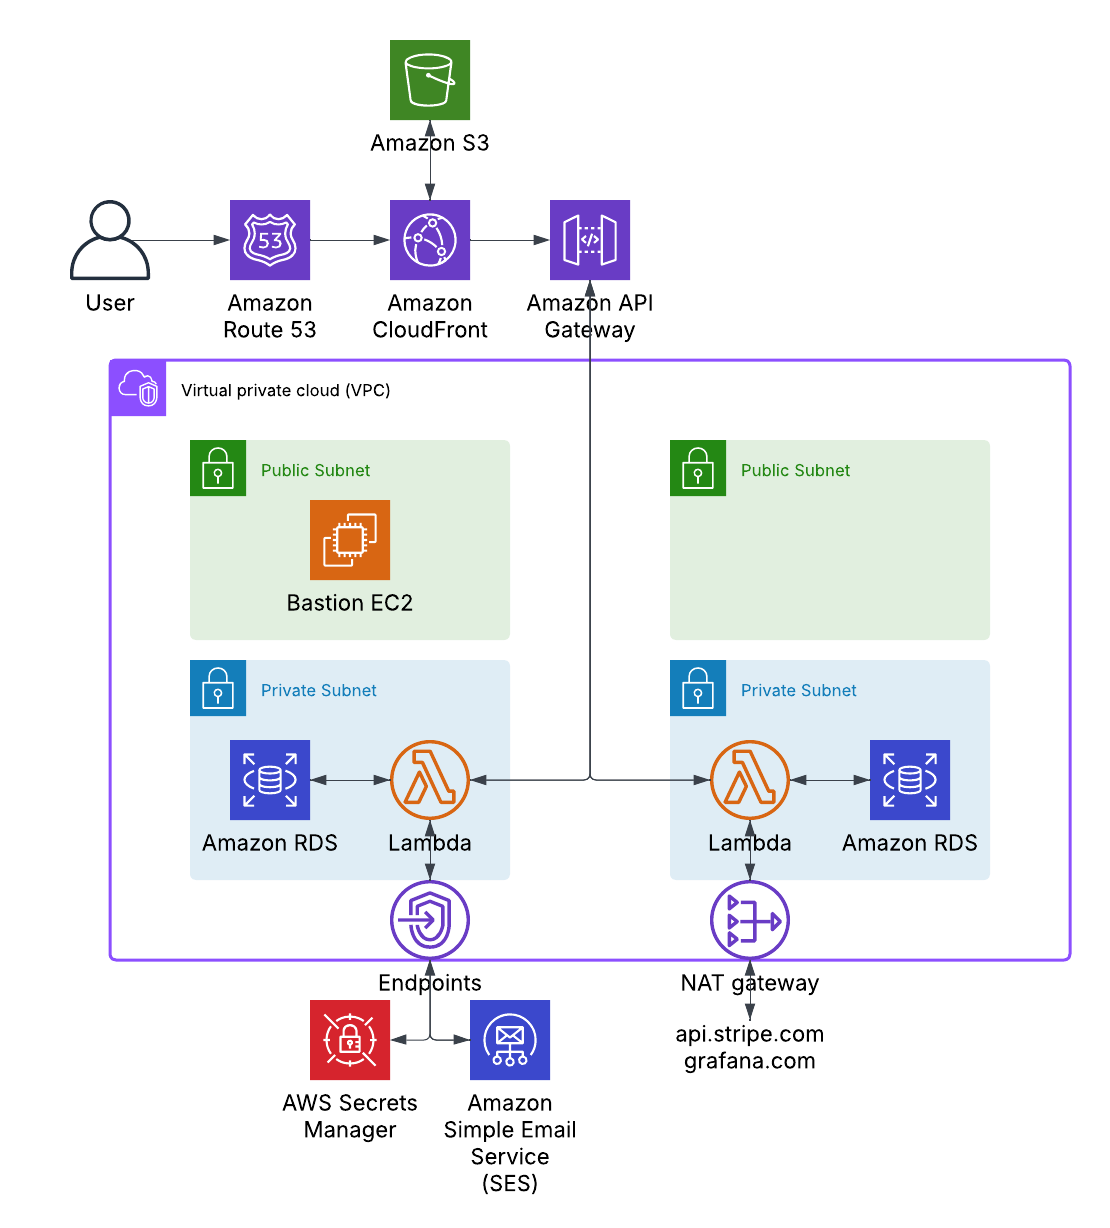 Amazon S3
53
User
Amazon
Route 53
Amazon
CloudFront
</>
Amazon API
Gateway
Virtual private cloud (VPC)
Public Subnet
Public Subnet
Bastion EC2
Private Subnet
Private Subnet
Amazon RDS
Lambda
Lambda
Amazon RDS
Endpoints
NAT gateway
api.stripe.com
grafana.com
AWS Secrets
Manager
Amazon
Simple Email
Service
(SES)